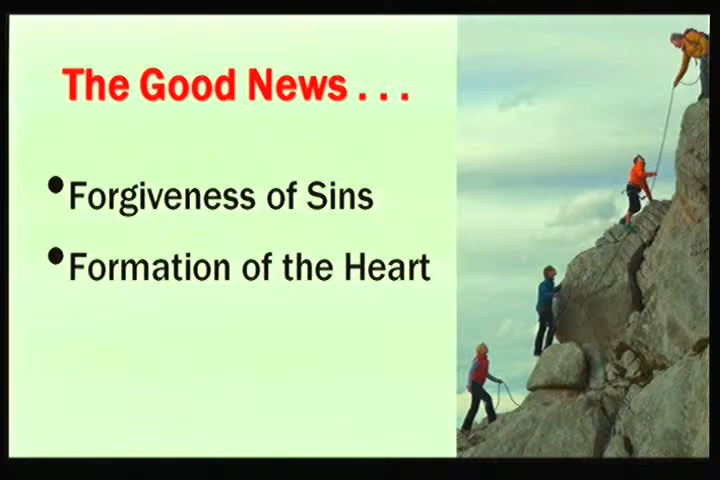 The Good News . . .
•Forgiveness of Sins
•Formation of the Heart